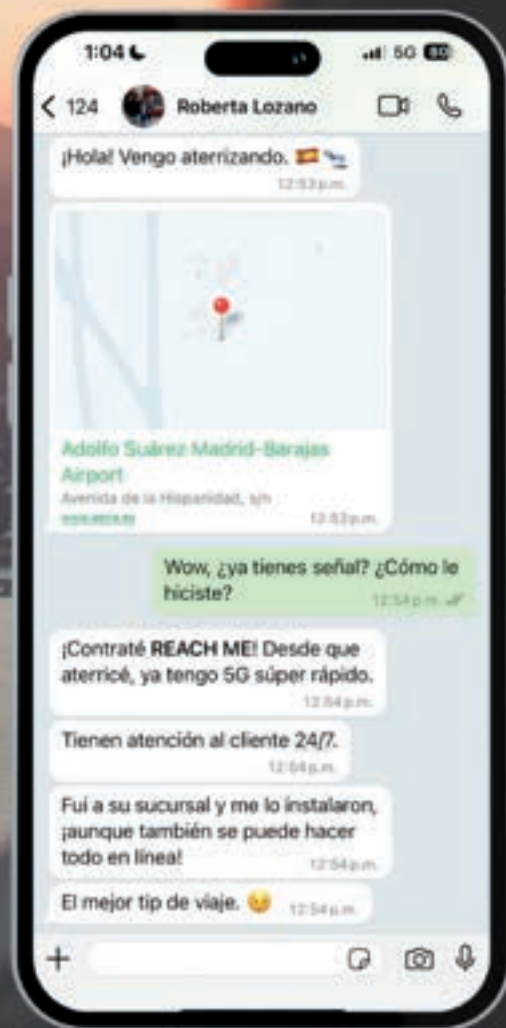 1:04
5G 60
124 Roberta Lozano
¡Hola! Vengo aterrizando. 🇪🇸 🛬
12:53 p.m.
Adolfo Suárez Madrid-Barajas
Airport
Avenida de la Hispanidad, s/n
12:53 p.m.
Wow, ¿ya tienes señal? ¿Cómo le
hiciste?
12:54 p.m.
¡Contraté REACH ME! Desde que
aterricé, ya tengo 5G súper rápido.
12:54 p.m.
Tienen atención al cliente 24/7.
12:54 p.m.
Fui a su sucursal y me lo instalaron,
¡aunque también se puede hacer
todo en línea!
12:54 p.m.
El mejor tip de viaje. 😉
12:54 p.m.